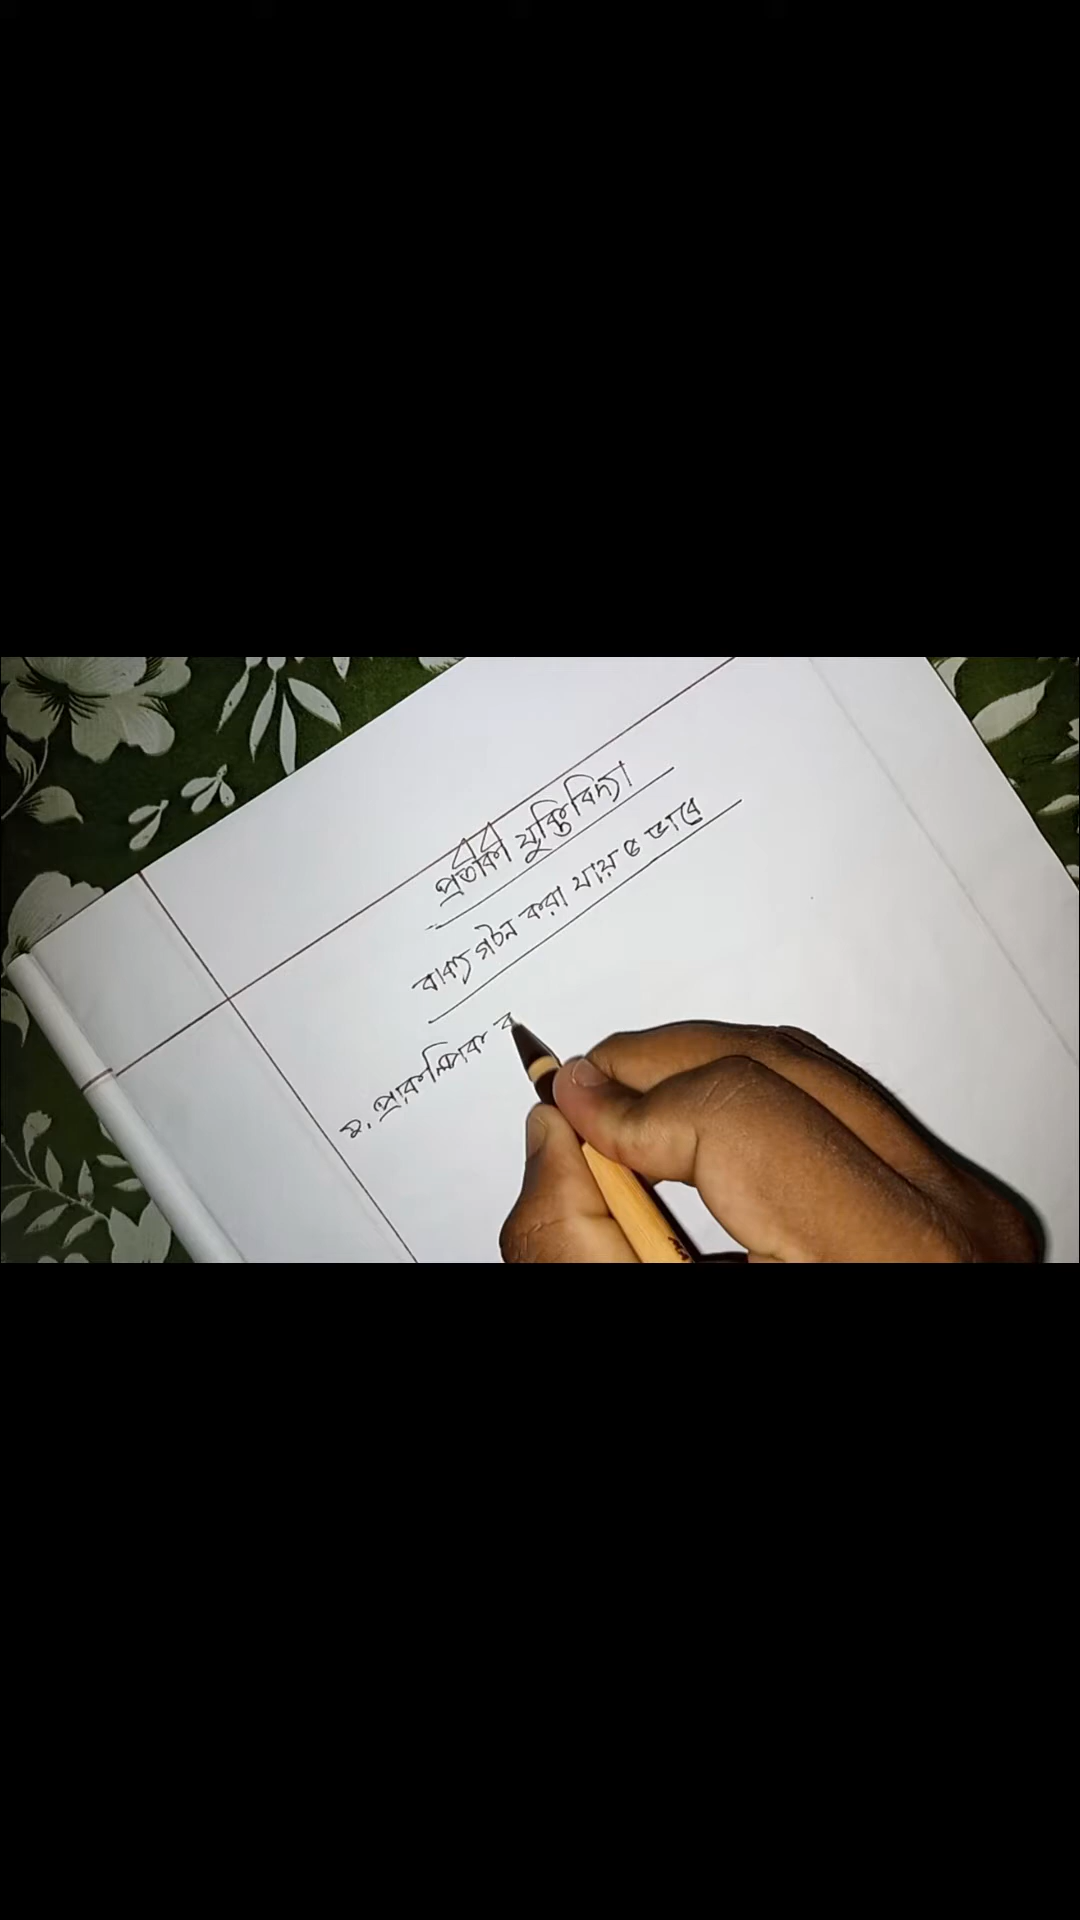 প্রতীকী যুক্তিবিদ্যা
বাক্য গঠন করা যায় ৫ ভাবে
১. প্রাকল্পিক ব